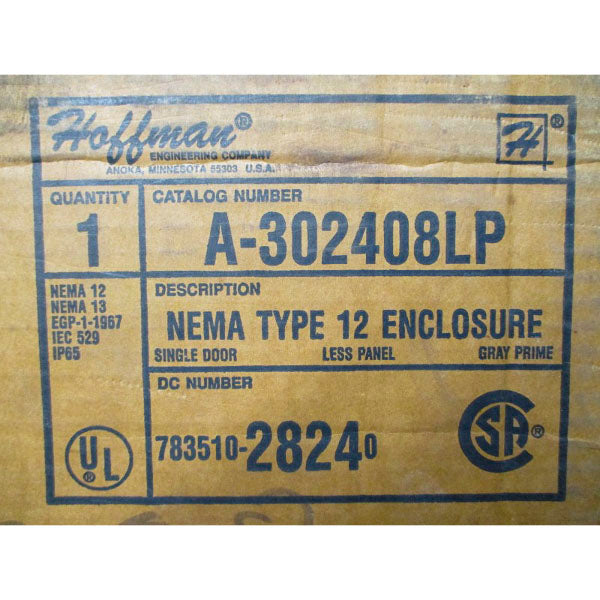 Hoffman®
ENGINEERING COMPANY
ANOKA, MINNESOTA 55303 U.S.A.
H®
QUANTITY
1
CATALOG NUMBER
A-302408LP
NEMA 12
NEMA 13
EGP-1-1967
IEC 529
IP65
DESCRIPTION
NEMA TYPE 12 ENCLOSURE
SINGLE DOOR LESS PANEL GRAY PRIME
DC NUMBER
783510-28240
UL®
CSA®